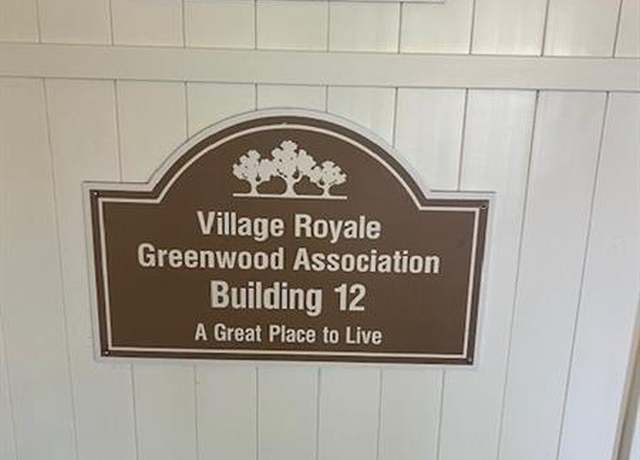 Village Royale
Greenwood Association
Building 12
A Great Place to Live